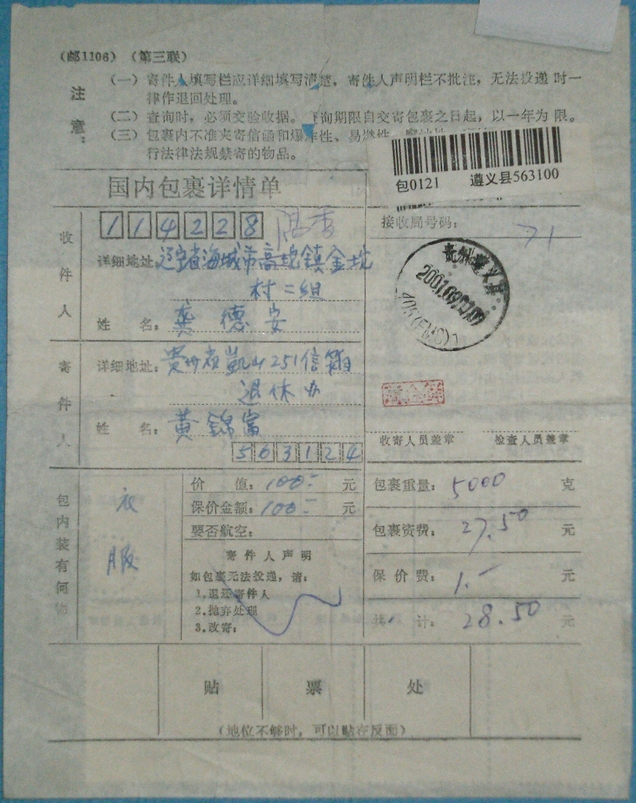 （邮1106）（第三联）
注意：
（一）寄件人填写栏应详细填写清楚，寄件人声明栏不批注，无法投递时一
律作退回处理。
（二）查询时，必须交验收据。查询期限自交寄包裹之日起，以一年为限。
（三）包裹内不准夹寄信函和爆炸性、易燃性、
行法律法规禁寄的物品。
包0121 遵义县563100
国内包裹详情单
接收局号码：
71
收件人
114228
详细地址：辽宁省海城市高坨镇金坨
村二组
姓名：龚德安
寄件人
详细地址：贵州省凯山251信箱
退休办
姓名：黄锦富
563124
收寄人员盖章 检查人员盖章
包内装有何物
衣
服
价值：100.- 元
保价金额：100.- 元
要否航空：
寄件人声明
如包裹无法投递，请：
1.退还寄件人
2.抛弃处理
3.改寄：
包裹重量：5000 克
包裹资费：27.50 元
保价费：1.- 元
共计：28.50 元
贴票处
（地位不够时，可以贴在反面）